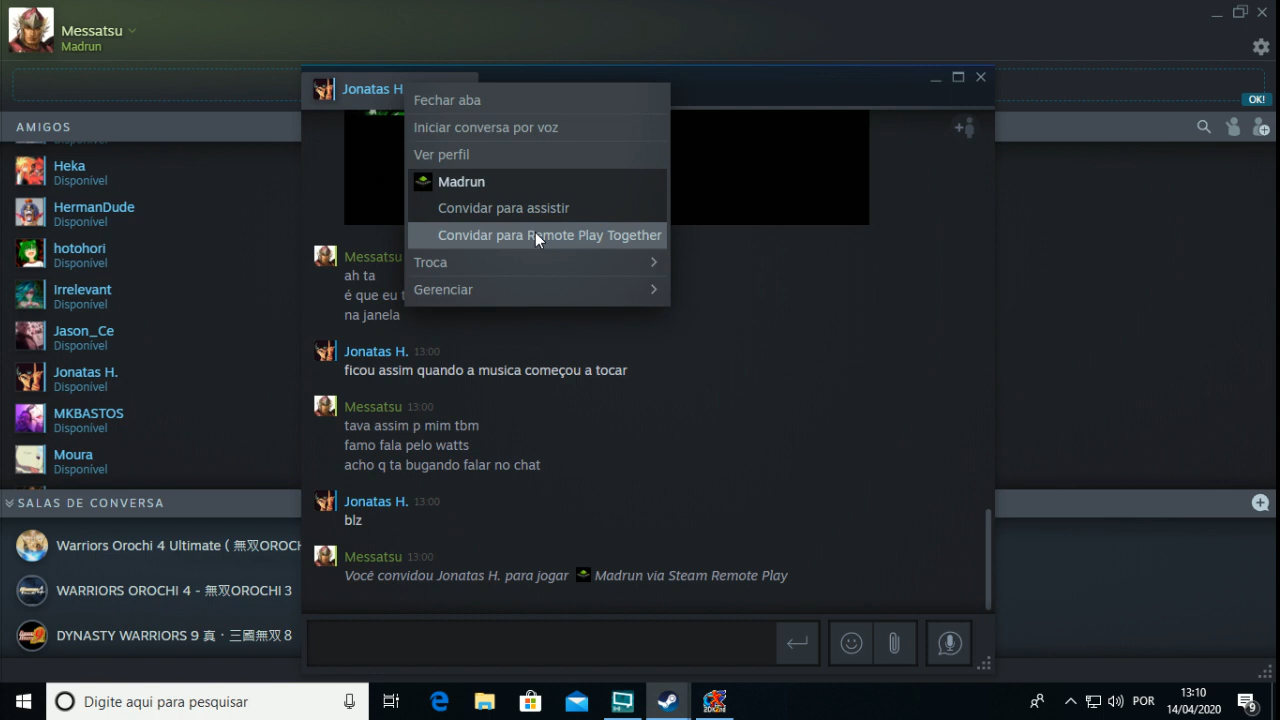 Messatsu
Madrun
OK!
AMIGOS
Heka
Disponível
HermanDude
Disponível
hotohori
Disponível
Irrelevant
Disponível
Jason_Ce
Disponível
Jonatas H.
Disponível
MKBASTOS
Disponível
Moura
Disponível
SALAS DE CONVERSA
Warriors Orochi 4 Ultimate ( 無双OROCH
WARRIORS OROCHI 4 - 無双OROCHI 3
DYNASTY WARRIORS 9 真・三國無双 8
Jonatas H
Fechar aba
Iniciar conversa por voz
Ver perfil
Madrun
Convidar para assistir
Convidar para Remote Play Together
Troca
Gerenciar
Messatsu
ah ta
é que eu t
na janela
Jonatas H. 13:00
ficou assim quando a musica começou a tocar
Messatsu 13:00
tava assim p mim tbm
famo fala pelo watts
acho q ta bugando falar no chat
Jonatas H. 13:00
blz
Messatsu 13:00
Você convidou Jonatas H. para jogar Madrun via Steam Remote Play
Digite aqui para pesquisar
POR
13:10
14/04/2020
9